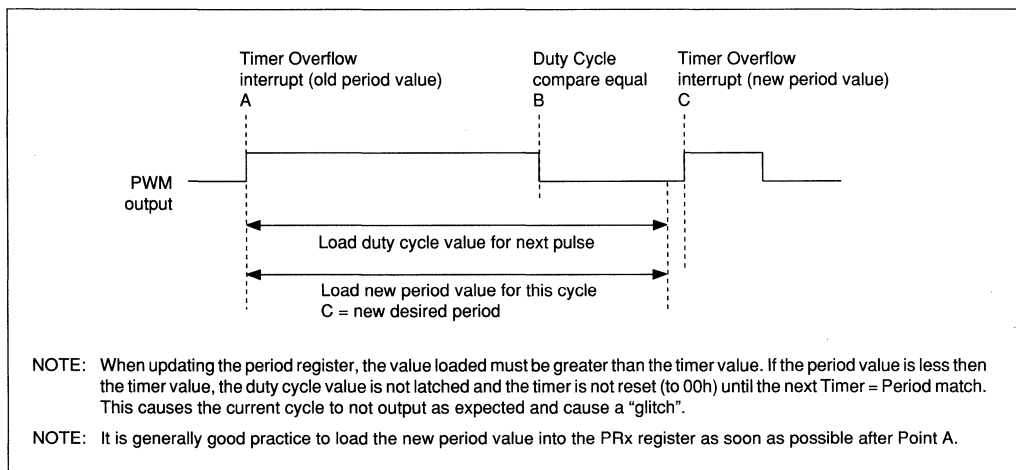 Timer Overflow
interrupt (old period value)
A
Duty Cycle
compare equal
B
Timer Overflow
interrupt (new period value)
C
PWM
output
Load duty cycle value for next pulse
Load new period value for this cycle
C = new desired period
NOTE: When updating the period register, the value loaded must be greater than the timer value. If the period value is less then
the timer value, the duty cycle value is not latched and the timer is not reset (to 00h) until the next Timer = Period match.
This causes the current cycle to not output as expected and cause a “glitch”.
NOTE: It is generally good practice to load the new period value into the PRx register as soon as possible after Point A.